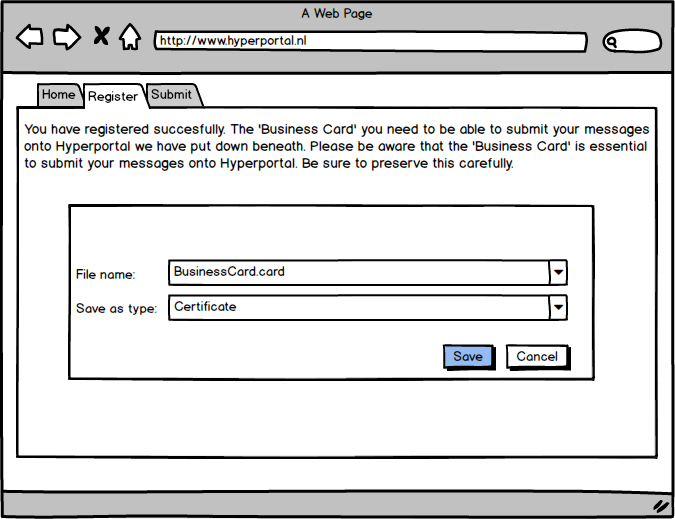 A Web Page
http://www.hyperportal.nl
Home Register Submit
You have registered succesfully. The 'Business Card' you need to be able to submit your messages
onto Hyperportal we have put down beneath. Please be aware that the 'Business Card' is essential
to submit your messages onto Hyperportal. Be sure to preserve this carefully.
File name: BusinessCard.card
Save as type: Certificate
Save Cancel